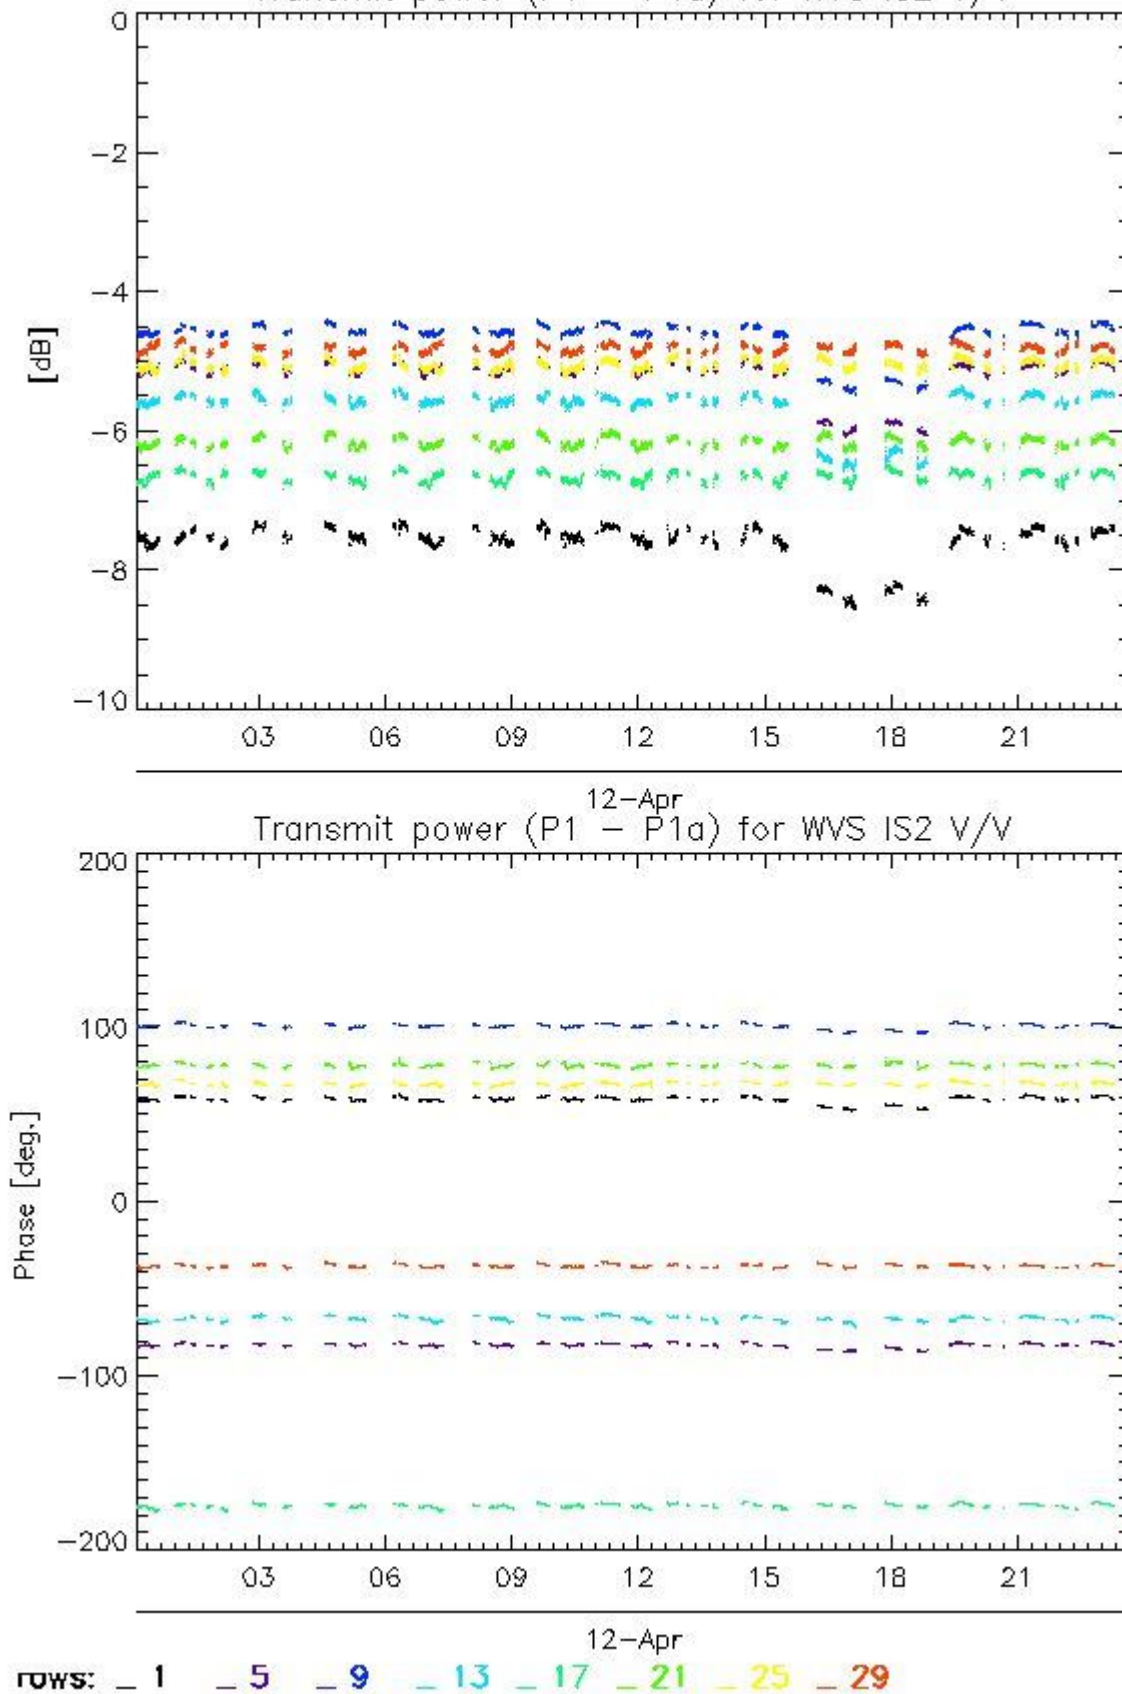 0
−2
−4
[dB]
−6
−8
−10
03 06 09 12 15 18 21
12−Apr
Transmit power (P1 − P1a) for WVS IS2 V/V
200
100
Phase [deg.]
0
−100
−200
03 06 09 12 15 18 21
12−Apr
rows: _ 1 _ 5 _ 9 _ 13 _ 17 _ 21 _ 25 _ 29